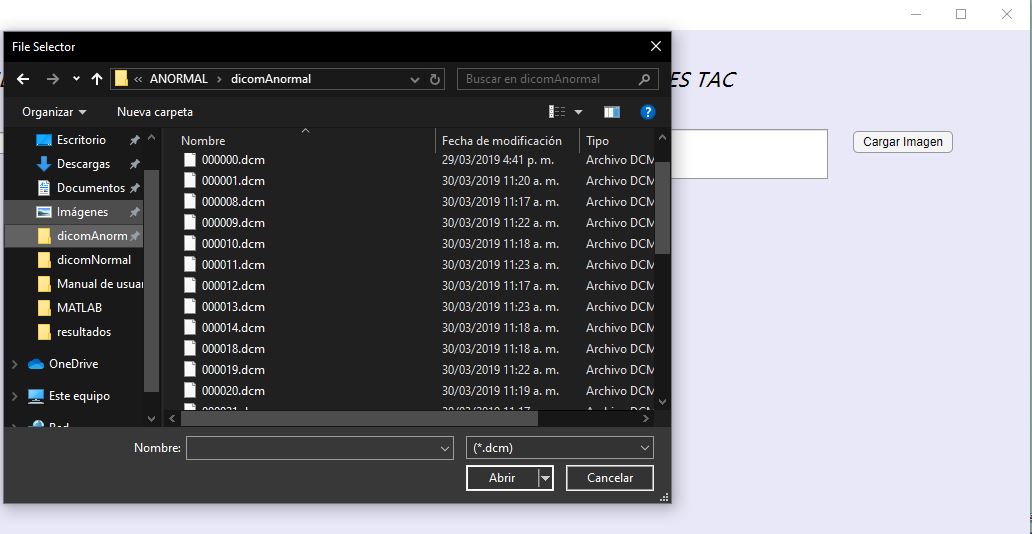 File Selector
ES TAC
« ANORMAL › dicomAnormal
Buscar en dicomAnormal
Organizar
Nueva carpeta
Cargar Imagen
Nombre
Fecha de modificación
Tipo
Escritorio
Descargas
Documentos
Imágenes
dicomAnorm
dicomNormal
Manual de usuar
MATLAB
resultados
OneDrive
Este equipo
Red
000000.dcm 29/03/2019 4:41 p. m. Archivo DCM
000001.dcm 30/03/2019 11:20 a. m. Archivo DCM
000008.dcm 30/03/2019 11:17 a. m. Archivo DCM
000009.dcm 30/03/2019 11:22 a. m. Archivo DCM
000010.dcm 30/03/2019 11:18 a. m. Archivo DCM
000011.dcm 30/03/2019 11:23 a. m. Archivo DCM
000012.dcm 30/03/2019 11:17 a. m. Archivo DCM
000013.dcm 30/03/2019 11:23 a. m. Archivo DCM
000014.dcm 30/03/2019 11:18 a. m. Archivo DCM
000018.dcm 30/03/2019 11:18 a. m. Archivo DCM
000019.dcm 30/03/2019 11:22 a. m. Archivo DCM
000020.dcm 30/03/2019 11:19 a. m. Archivo DCM
Nombre:
(*.dcm)
Abrir
Cancelar